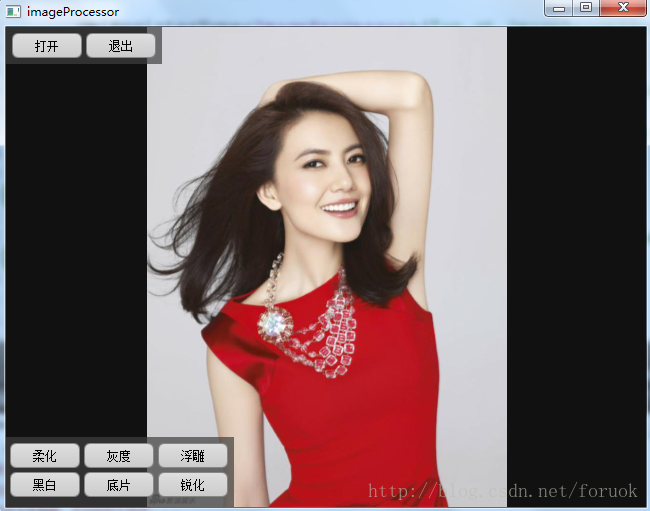 imageProcessor
打开 退出
柔化 灰度 浮雕
黑白 底片 锐化
http://blog.csdn.net/foruok